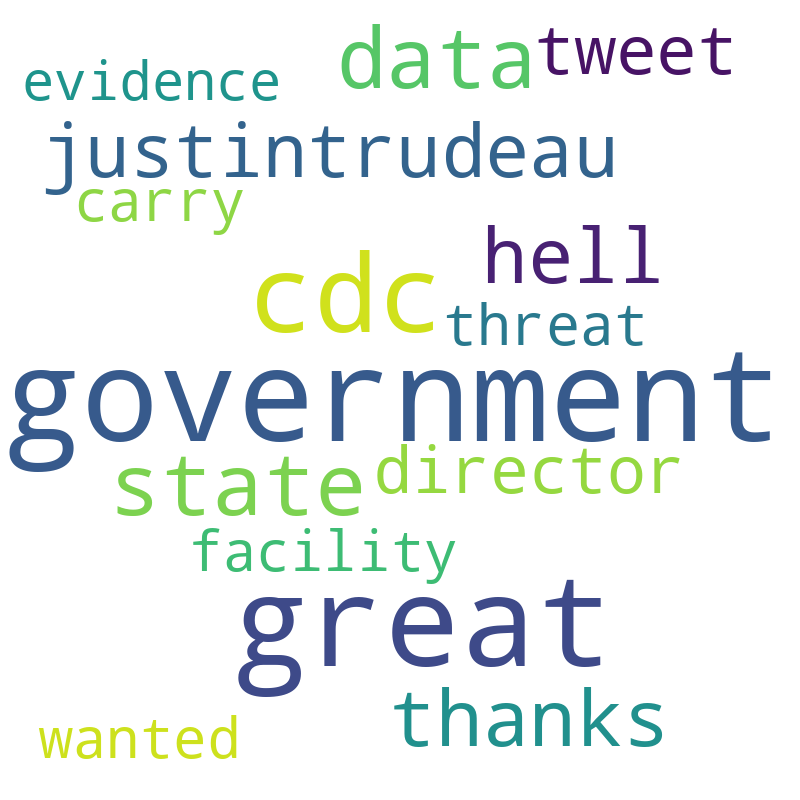 data tweet
evidence
justintrudeau
carry
hell
cdc
threat
government
director
state
facility
great
thanks
wanted